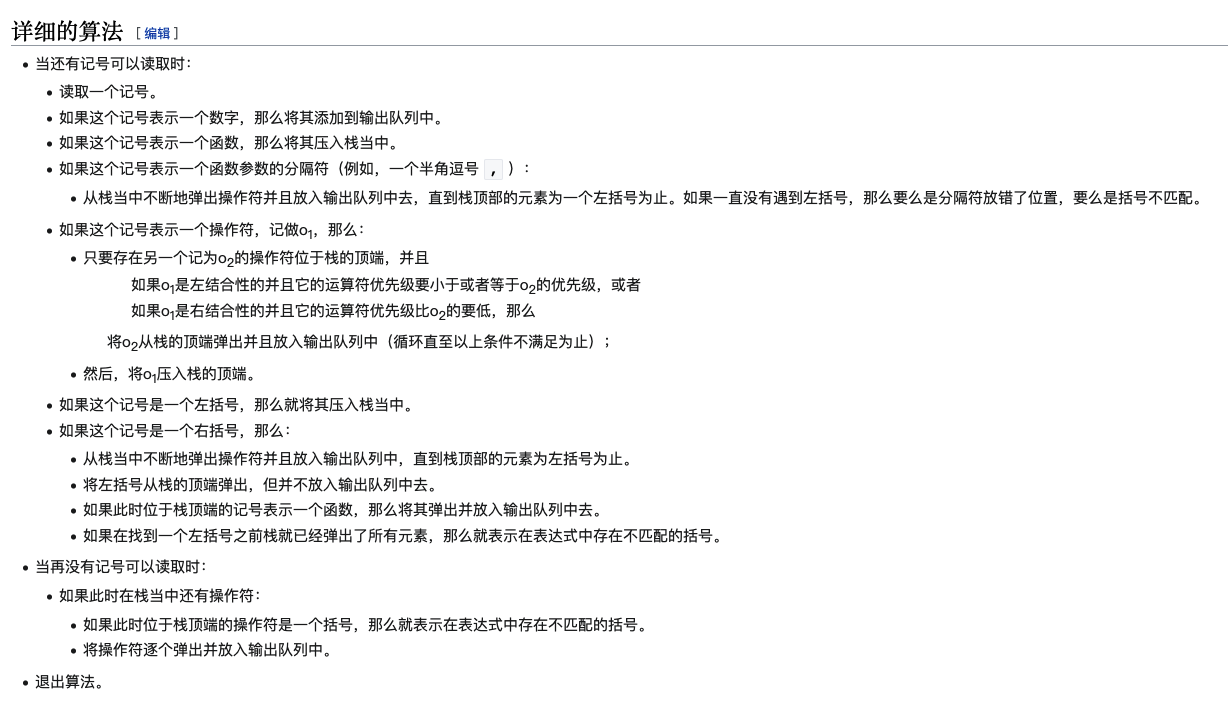 详细的算法 [编辑]
当还有记号可以读取时：
读取一个记号。
如果这个记号表示一个数字，那么将其添加到输出队列中。
如果这个记号表示一个函数，那么将其压入栈当中。
如果这个记号表示一个函数参数的分隔符（例如，一个半角逗号 , ）：
从栈当中不断地弹出操作符并且放入输出队列中去，直到栈顶部的元素为一个左括号为止。如果一直没有遇到左括号，那么要么是分隔符放错了位置，要么是括号不匹配。
如果这个记号表示一个操作符，记做o1，那么：
只要存在另一个记为o2的操作符位于栈的顶端，并且
如果o1是左结合性的并且它的运算符优先级要小于或者等于o2的优先级，或者
如果o1是右结合性的并且它的运算符优先级比o2的要低，那么
将o2从栈的顶端弹出并且放入输出队列中（循环直至以上条件不满足为止）；
然后，将o1压入栈的顶端。
如果这个记号是一个左括号，那么就将其压入栈当中。
如果这个记号是一个右括号，那么：
从栈当中不断地弹出操作符并且放入输出队列中，直到栈顶部的元素为左括号为止。
将左括号从栈的顶端弹出，但并不放入输出队列中去。
如果此时位于栈顶端的记号表示一个函数，那么将其弹出并放入输出队列中去。
如果在找到一个左括号之前栈就已经弹出了所有元素，那么就表示在表达式中存在不匹配的括号。
当再没有记号可以读取时：
如果此时在栈当中还有操作符：
如果此时位于栈顶端的操作符是一个括号，那么就表示在表达式中存在不匹配的括号。
将操作符逐个弹出并放入输出队列中。
退出算法。